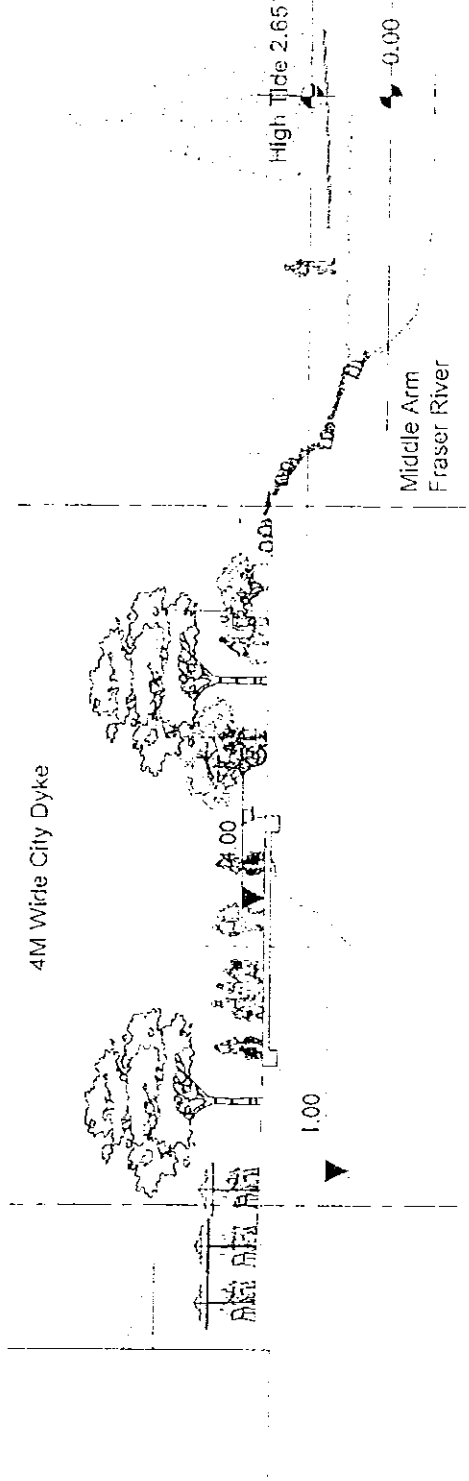 4M Wide City Dyke
1.00
4.00
High Tide 2.65
0.00
Middle Arm
Fraser River